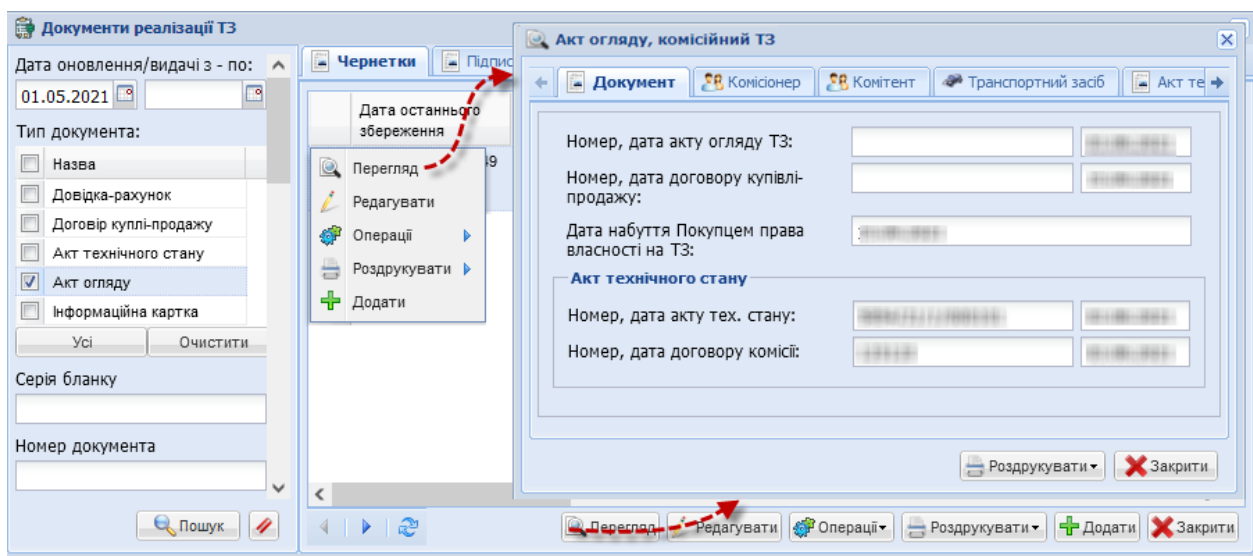 Документи реалізації ТЗ
Дата оновлення/видачі з - по:
01.05.2021
Тип документа:
Назва
Довідка-рахунок
Договір куплі-продажу
Акт технічного стану
Акт огляду
Інформаційна картка
Усі Очистити
Серія бланку
Номер документа
Пошук
Чернетки
Дата останнього
збереження
49
Перегляд
Редагувати
Операції
Роздрукувати
Додати
Акт огляду, комісійний ТЗ
Документ Комісіонер Комітент Транспортний засіб Акт те
Номер, дата акту огляду ТЗ:
Номер, дата договору купівлі-
продажу:
Дата набуття Покупцем права
власності на ТЗ:
Акт технічного стану
Номер, дата акту тех. стану:
Номер, дата договору комісії:
Роздрукувати Закрити
Перегляд Редагувати Операції Роздрукувати Додати Закрити